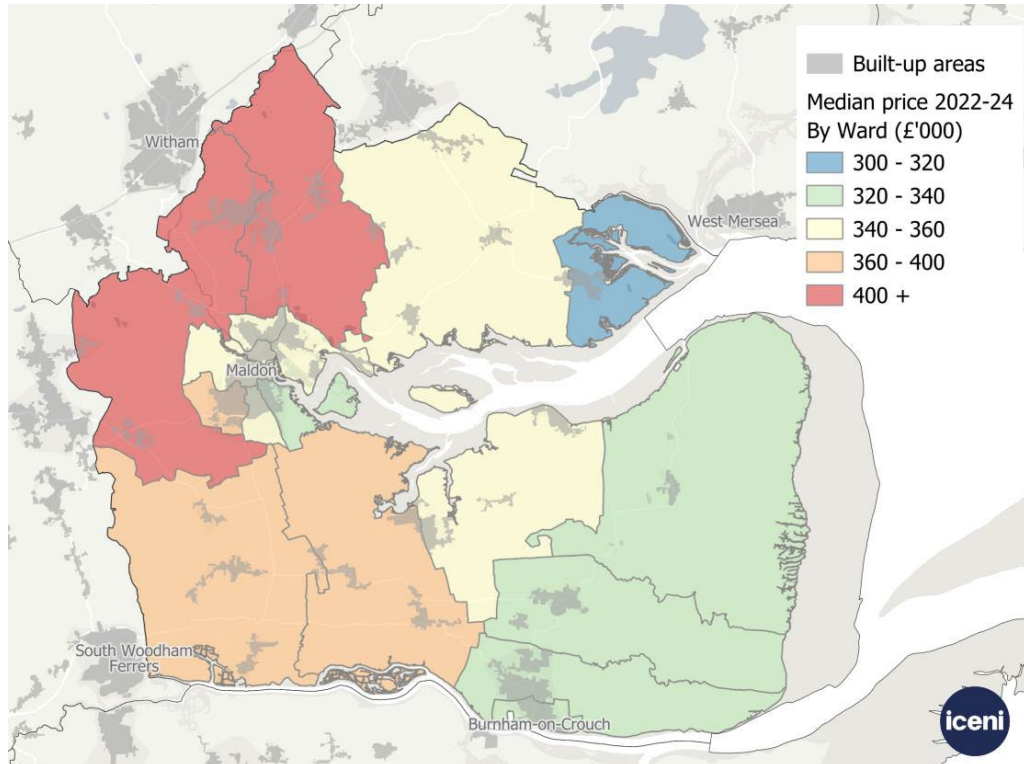 Built-up areas
Median price 2022-24
By Ward (£'000)
300 - 320
320 - 340
340 - 360
360 - 400
400 +
Witham
West Mersea
Maldon
South Woodham
Ferrers
Burnham-on-Crouch
iceni